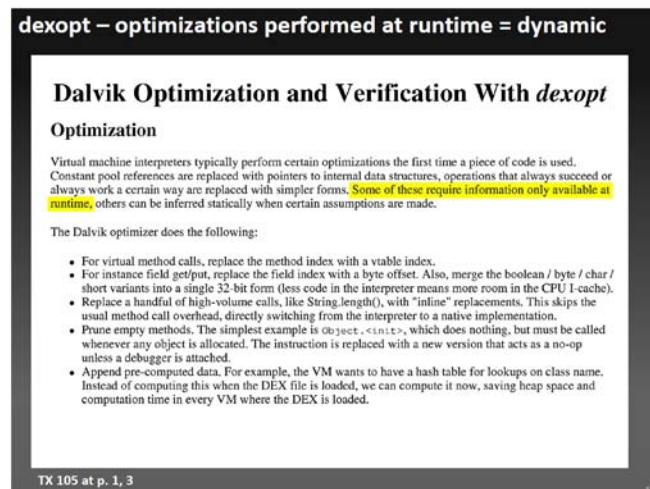 dexopt – optimizations performed at runtime = dynamic
Dalvik Optimization and Verification With dexopt
Optimization
Virtual machine interpreters typically perform certain optimizations the first time a piece of code is used.
Constant pool references are replaced with pointers to internal data structures, operations that always succeed or
always work a certain way are replaced with simpler forms. Some of these require information only available at
runtime, others can be inferred statically when certain assumptions are made.
The Dalvik optimizer does the following:
• For virtual method calls, replace the method index with a vtable index.
• For instance field get/put, replace the field index with a byte offset. Also, merge the boolean / byte / char /
short variants into a single 32-bit form (less code in the interpreter means more room in the CPU I-cache).
• Replace a handful of high-volume calls, like String.length(), with "inline" replacements. This skips the
usual method call overhead, directly switching from the interpreter to a native implementation.
• Prune empty methods. The simplest example is Object.<init>, which does nothing, but must be called
whenever any object is allocated. The instruction is replaced with a new version that acts as a no-op
unless a debugger is attached.
• Append pre-computed data. For example, the VM wants to have a hash table for lookups on class name.
Instead of computing this when the DEX file is loaded, we can compute it now, saving heap space and
computation time in every VM where the DEX is loaded.
TX 105 at p. 1, 3